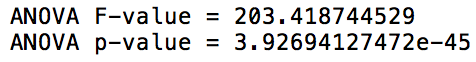 ANOVA F-value = 203.418744529
ANOVA p-value = 3.92694127472e-45